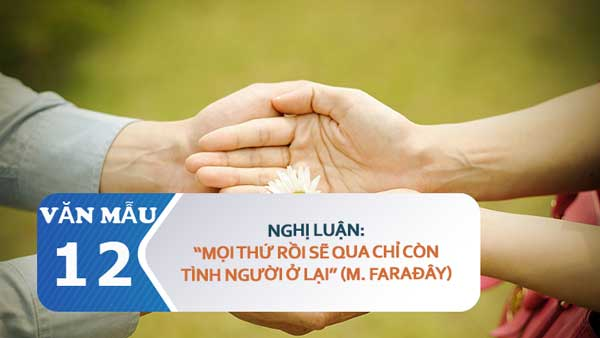 VĂN MẪU
12
NGHỊ LUẬN:
“MỌI THỨ RỒI SẼ QUA CHỈ CÒN
TÌNH NGƯỜI Ở LẠI” (M. FARAĐÂY)